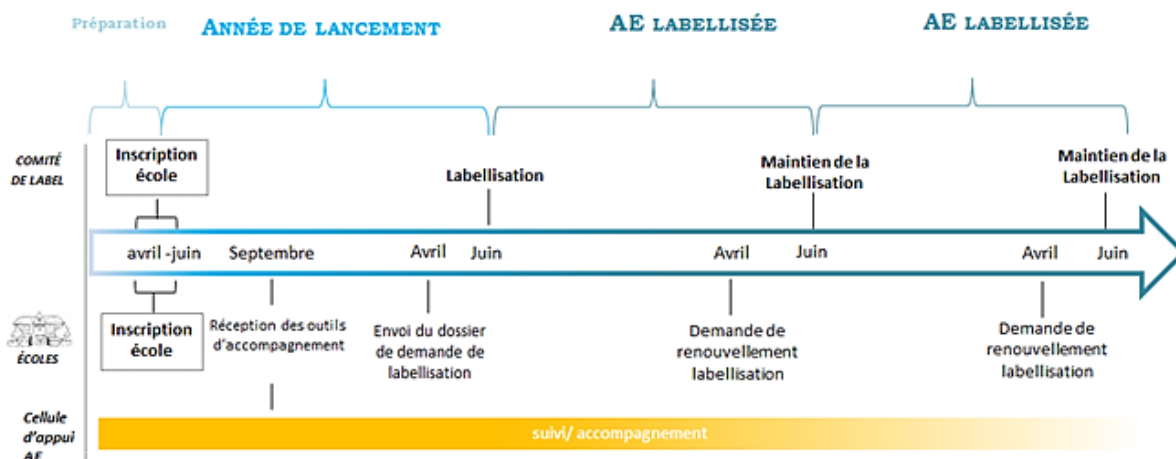 Préparation
ANNÉE DE LANCEMENT
AE LABELLISÉE
AE LABELLISÉE
COMITÉ
DE LABEL
Inscription
école
Labellisation
Maintien de la
Labellisation
Maintien de la
Labellisation
avril -juin
Septembre
Avril
Juin
Avril
Juin
Avril
Juin
ÉCOLES
Inscription
école
Réception des outils
d'accompagnement
Envoi du dossier
de demande de
labellisation
Demande de
renouvellement
labellisation
Demande de
renouvellement
labellisation
Cellule
d'appui
AE
suivi/ accompagnement